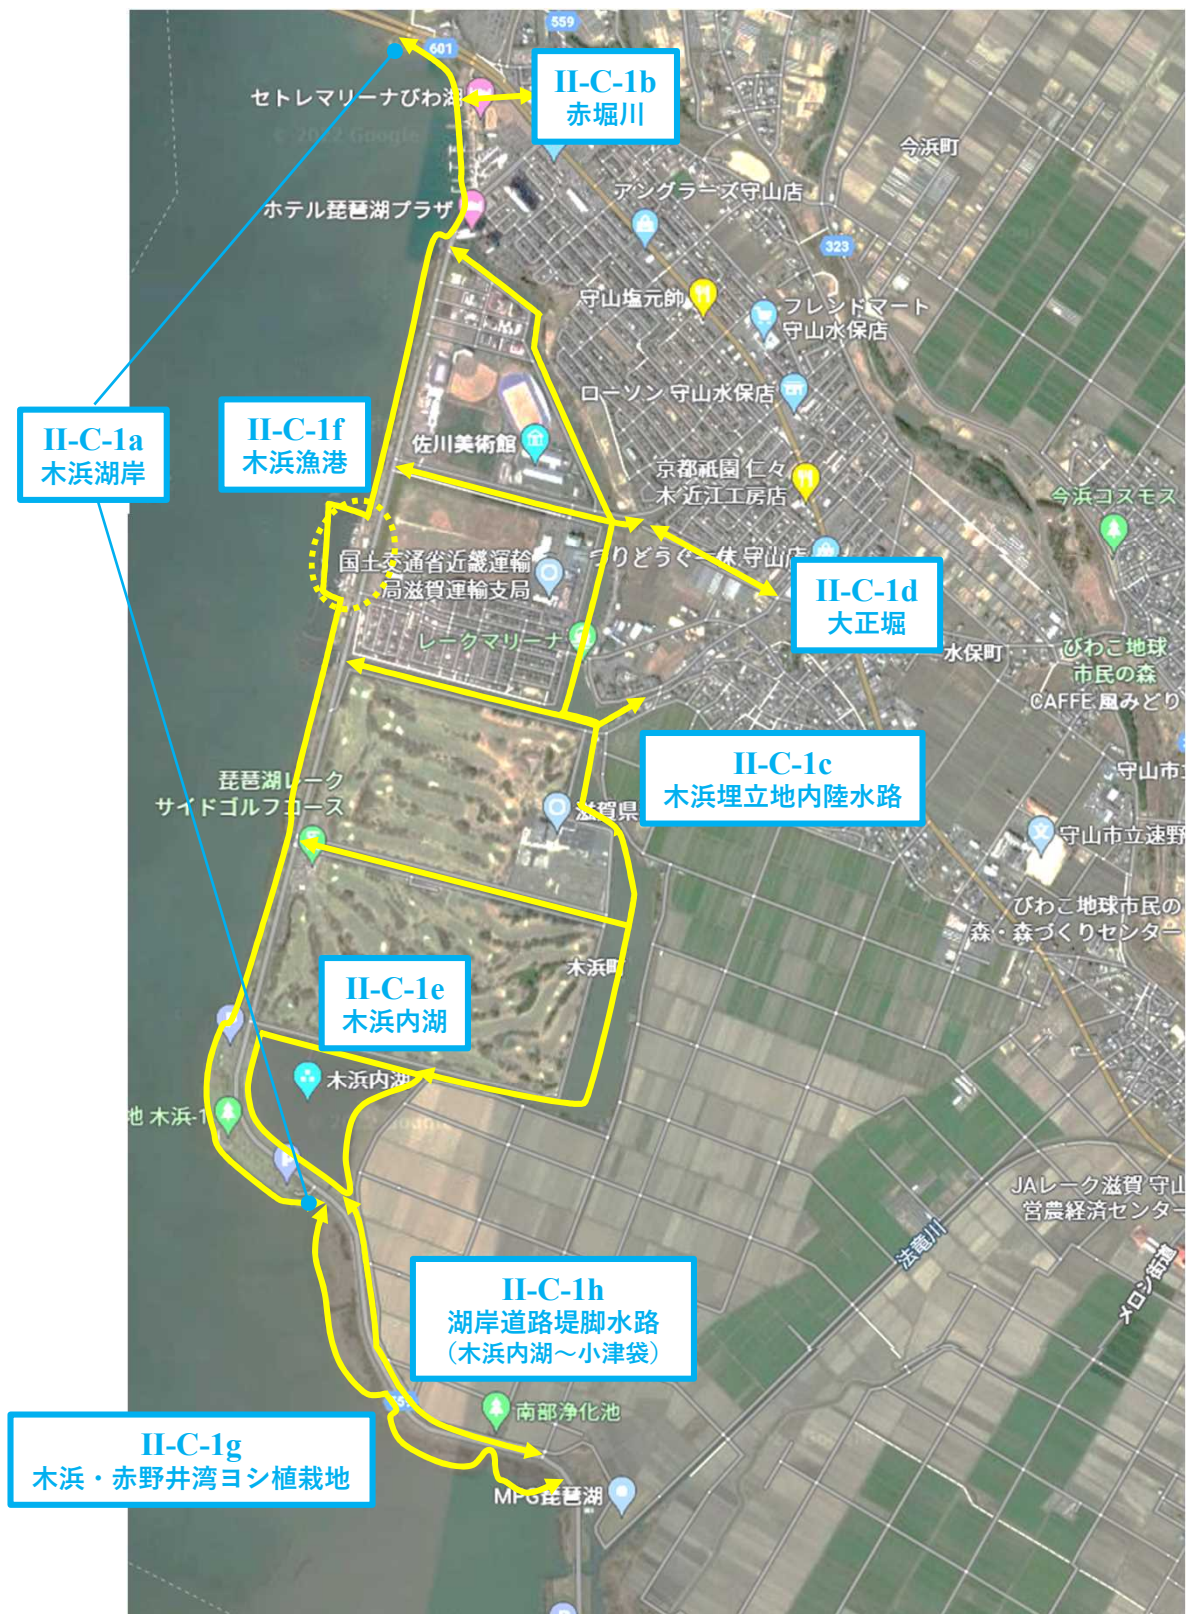 559
601
II-C-1b
赤堀川
セトレマリーナびわ湖
© 2022 Google
今浜町
アングラーズ守山店
ホテル琵琶湖プラザ
323
守山塩元帥
フレンドマート
守山水保店
ローソン 守山水保店
II-C-1a
木浜湖岸
II-C-1f
木浜漁港
佐川美術館
京都祇園 仁々
木 近江工房店
今浜コスモス
国土交通省近畿運輸
局滋賀運輸支局
つりどうぐ一休 守山店
II-C-1d
大正堀
レークマリーナ
水保町
びわこ地球
市民の森
CAFFE 風みどり
II-C-1c
木浜埋立地内陸水路
守山市立
琵琶湖レーク
サイドゴルフコース
滋賀県
守山市立速野
びわこ地球市民の
森・森づくりセンター
木浜町
II-C-1e
木浜内湖
木浜内湖
地 木浜-1
© 2022 Google
JAレーク滋賀 守山
営農経済センター
法竜川
メロン街道
II-C-1h
湖岸道路堤脚水路
（木浜内湖～小津袋）
南部浄化池
II-C-1g
木浜・赤野井湾ヨシ植栽地
MPG琵琶湖